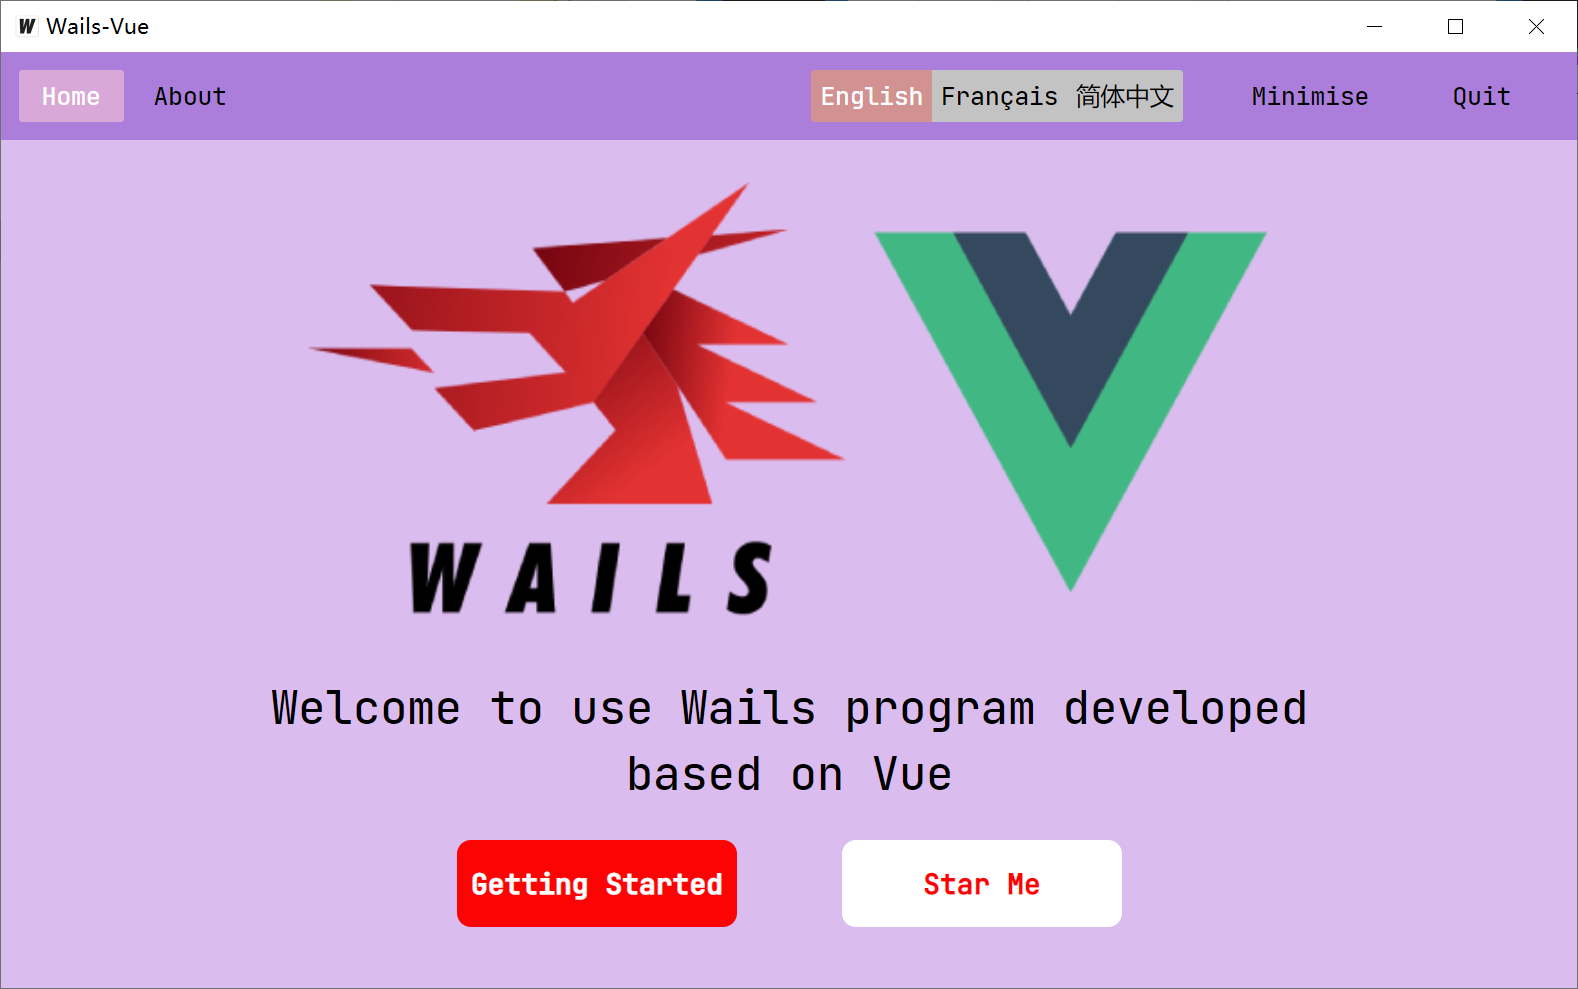 Wails-Vue
Home About English Français 简体中文 Minimise Quit
WAILS
Welcome to use Wails program developed
based on Vue
Getting Started Star Me